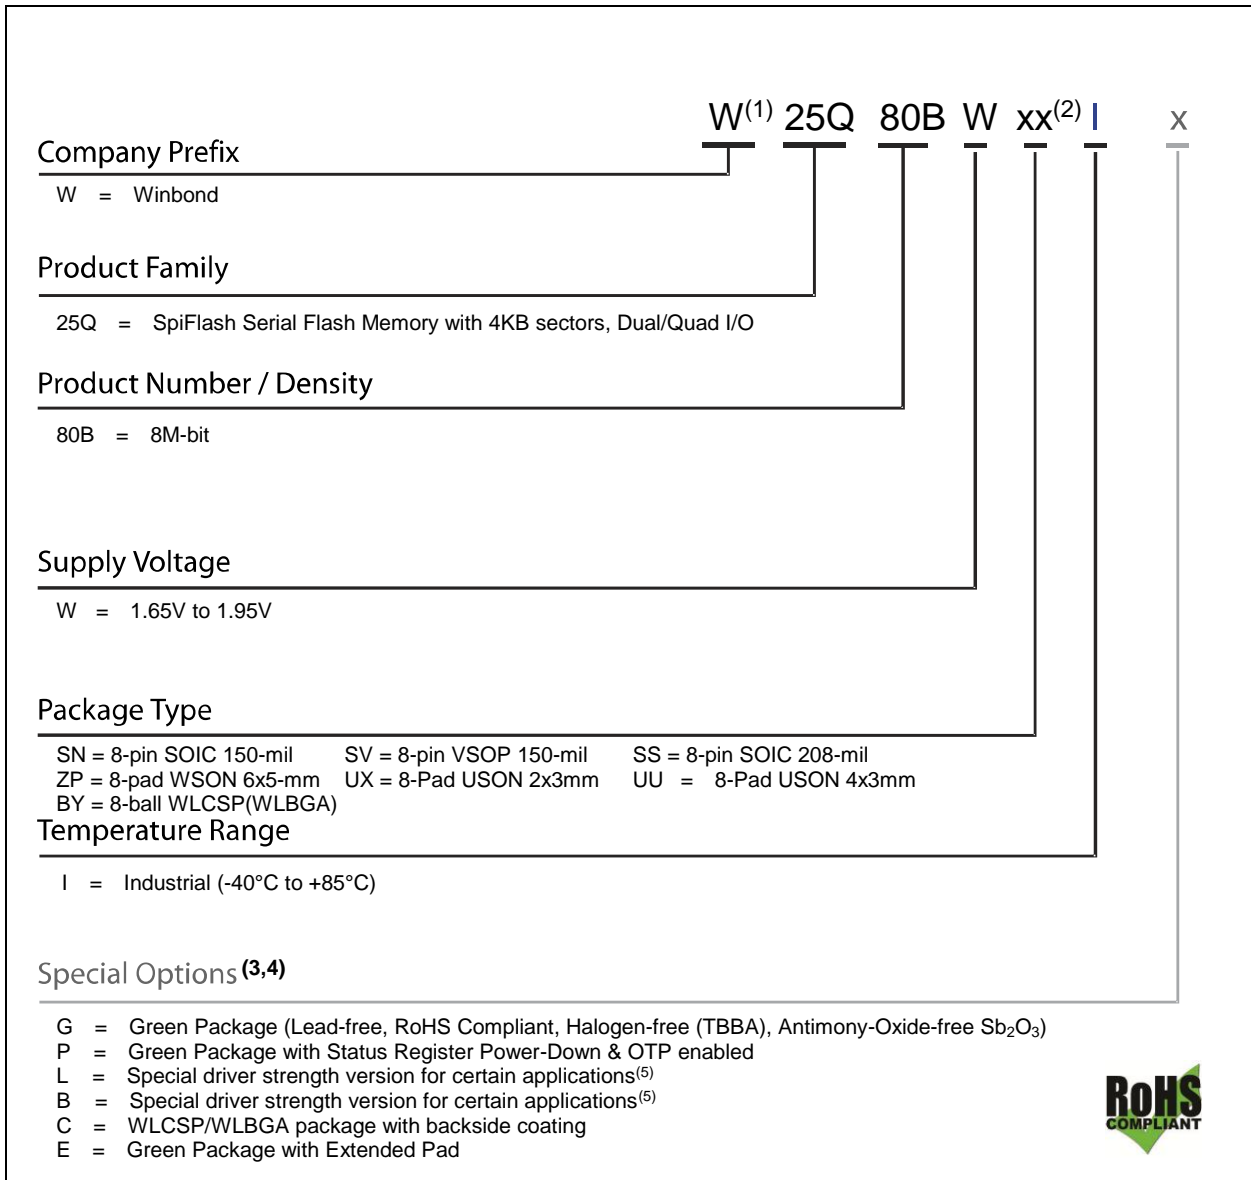 W(1) 25Q 80B W xx(2) I x
Company Prefix
W = Winbond
Product Family
25Q = SpiFlash Serial Flash Memory with 4KB sectors, Dual/Quad I/O
Product Number / Density
80B = 8M-bit
Supply Voltage
W = 1.65V to 1.95V
Package Type
SN = 8-pin SOIC 150-mil SV = 8-pin VSOP 150-mil SS = 8-pin SOIC 208-mil
ZP = 8-pad WSON 6x5-mm UX = 8-Pad USON 2x3mm UU = 8-Pad USON 4x3mm
BY = 8-ball WLCSP(WLBGA)
Temperature Range
I = Industrial (-40°C to +85°C)
Special Options (3,4)
G = Green Package (Lead-free, RoHS Compliant, Halogen-free (TBBA), Antimony-Oxide-free Sb2O3)
P = Green Package with Status Register Power-Down & OTP enabled
L = Special driver strength version for certain applications(5)
B = Special driver strength version for certain applications(5)
C = WLCSP/WLBGA package with backside coating
E = Green Package with Extended Pad
RoHS
COMPLIANT